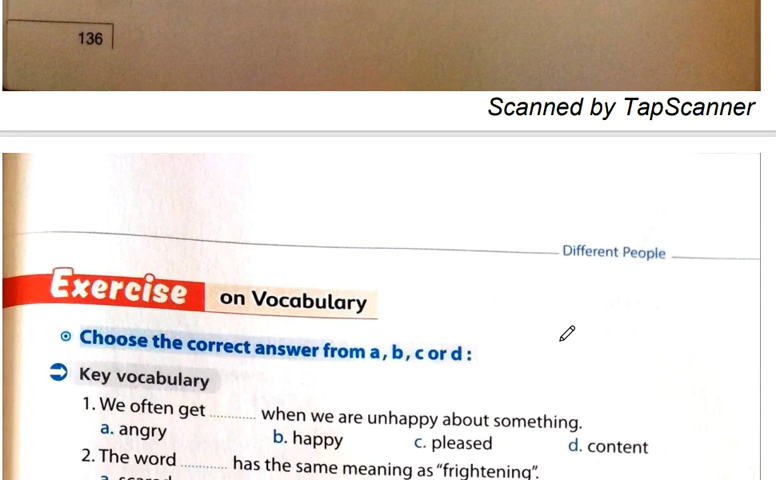 136
Scanned by TapScanner
Different People
Exercise on Vocabulary
Choose the correct answer from a, b, c or d :
Key vocabulary
1. We often get ............ when we are unhappy about something.
a. angry b. happy c. pleased d. content
2. The word ............ has the same meaning as “frightening”.